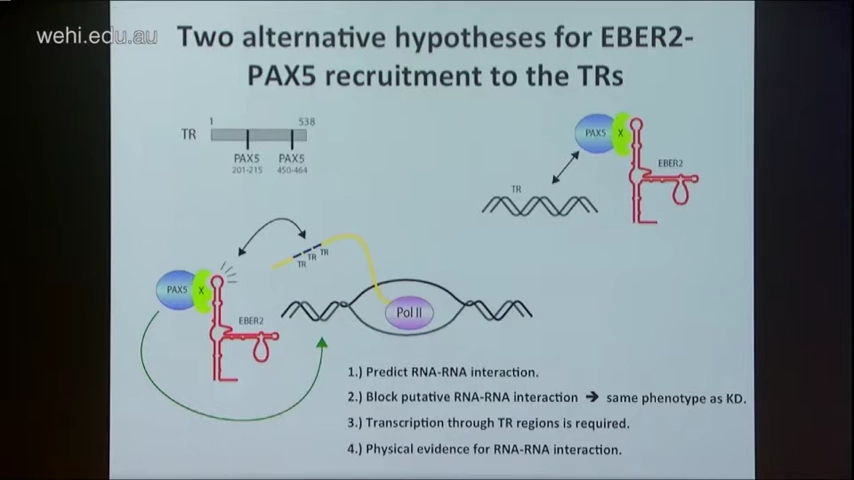 wehi.edu.au
Two alternative hypotheses for EBER2-
PAX5 recruitment to the TRs
1 538
TR
PAX5 PAX5
201-215 450-464
PAX5 X
EBER2
TR
TR TR TR
PAX5 X
EBER2
Pol II
1.) Predict RNA-RNA interaction.
2.) Block putative RNA-RNA interaction ➔ same phenotype as KD.
3.) Transcription through TR regions is required.
4.) Physical evidence for RNA-RNA interaction.